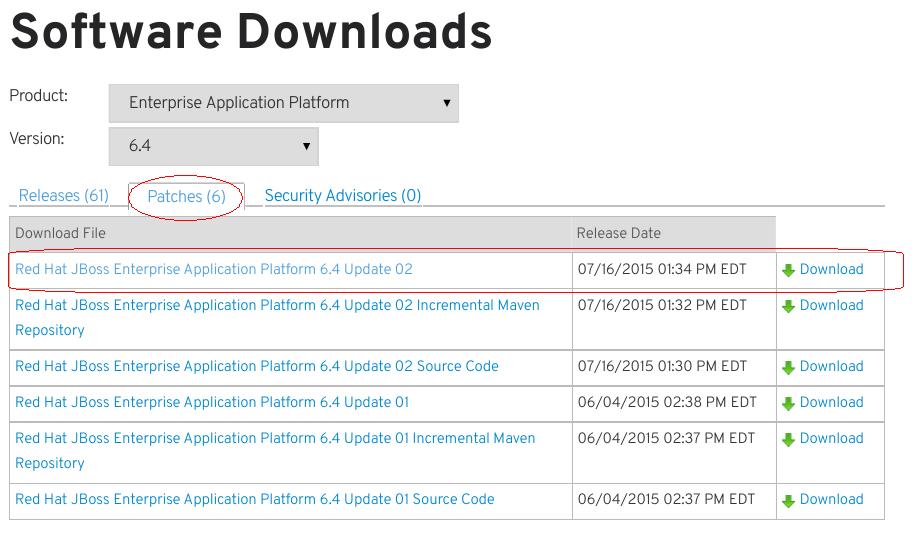 Software Downloads
Product:
Enterprise Application Platform
Version:
6.4
Releases (61) Patches (6) Security Advisories (0)
Download File Release Date
Red Hat JBoss Enterprise Application Platform 6.4 Update 02 07/16/2015 01:34 PM EDT Download
Red Hat JBoss Enterprise Application Platform 6.4 Update 02 Incremental Maven 07/16/2015 01:32 PM EDT Download
Repository
Red Hat JBoss Enterprise Application Platform 6.4 Update 02 Source Code 07/16/2015 01:30 PM EDT Download
Red Hat JBoss Enterprise Application Platform 6.4 Update 01 06/04/2015 02:38 PM EDT Download
Red Hat JBoss Enterprise Application Platform 6.4 Update 01 Incremental Maven 06/04/2015 02:37 PM EDT Download
Repository
Red Hat JBoss Enterprise Application Platform 6.4 Update 01 Source Code 06/04/2015 02:37 PM EDT Download